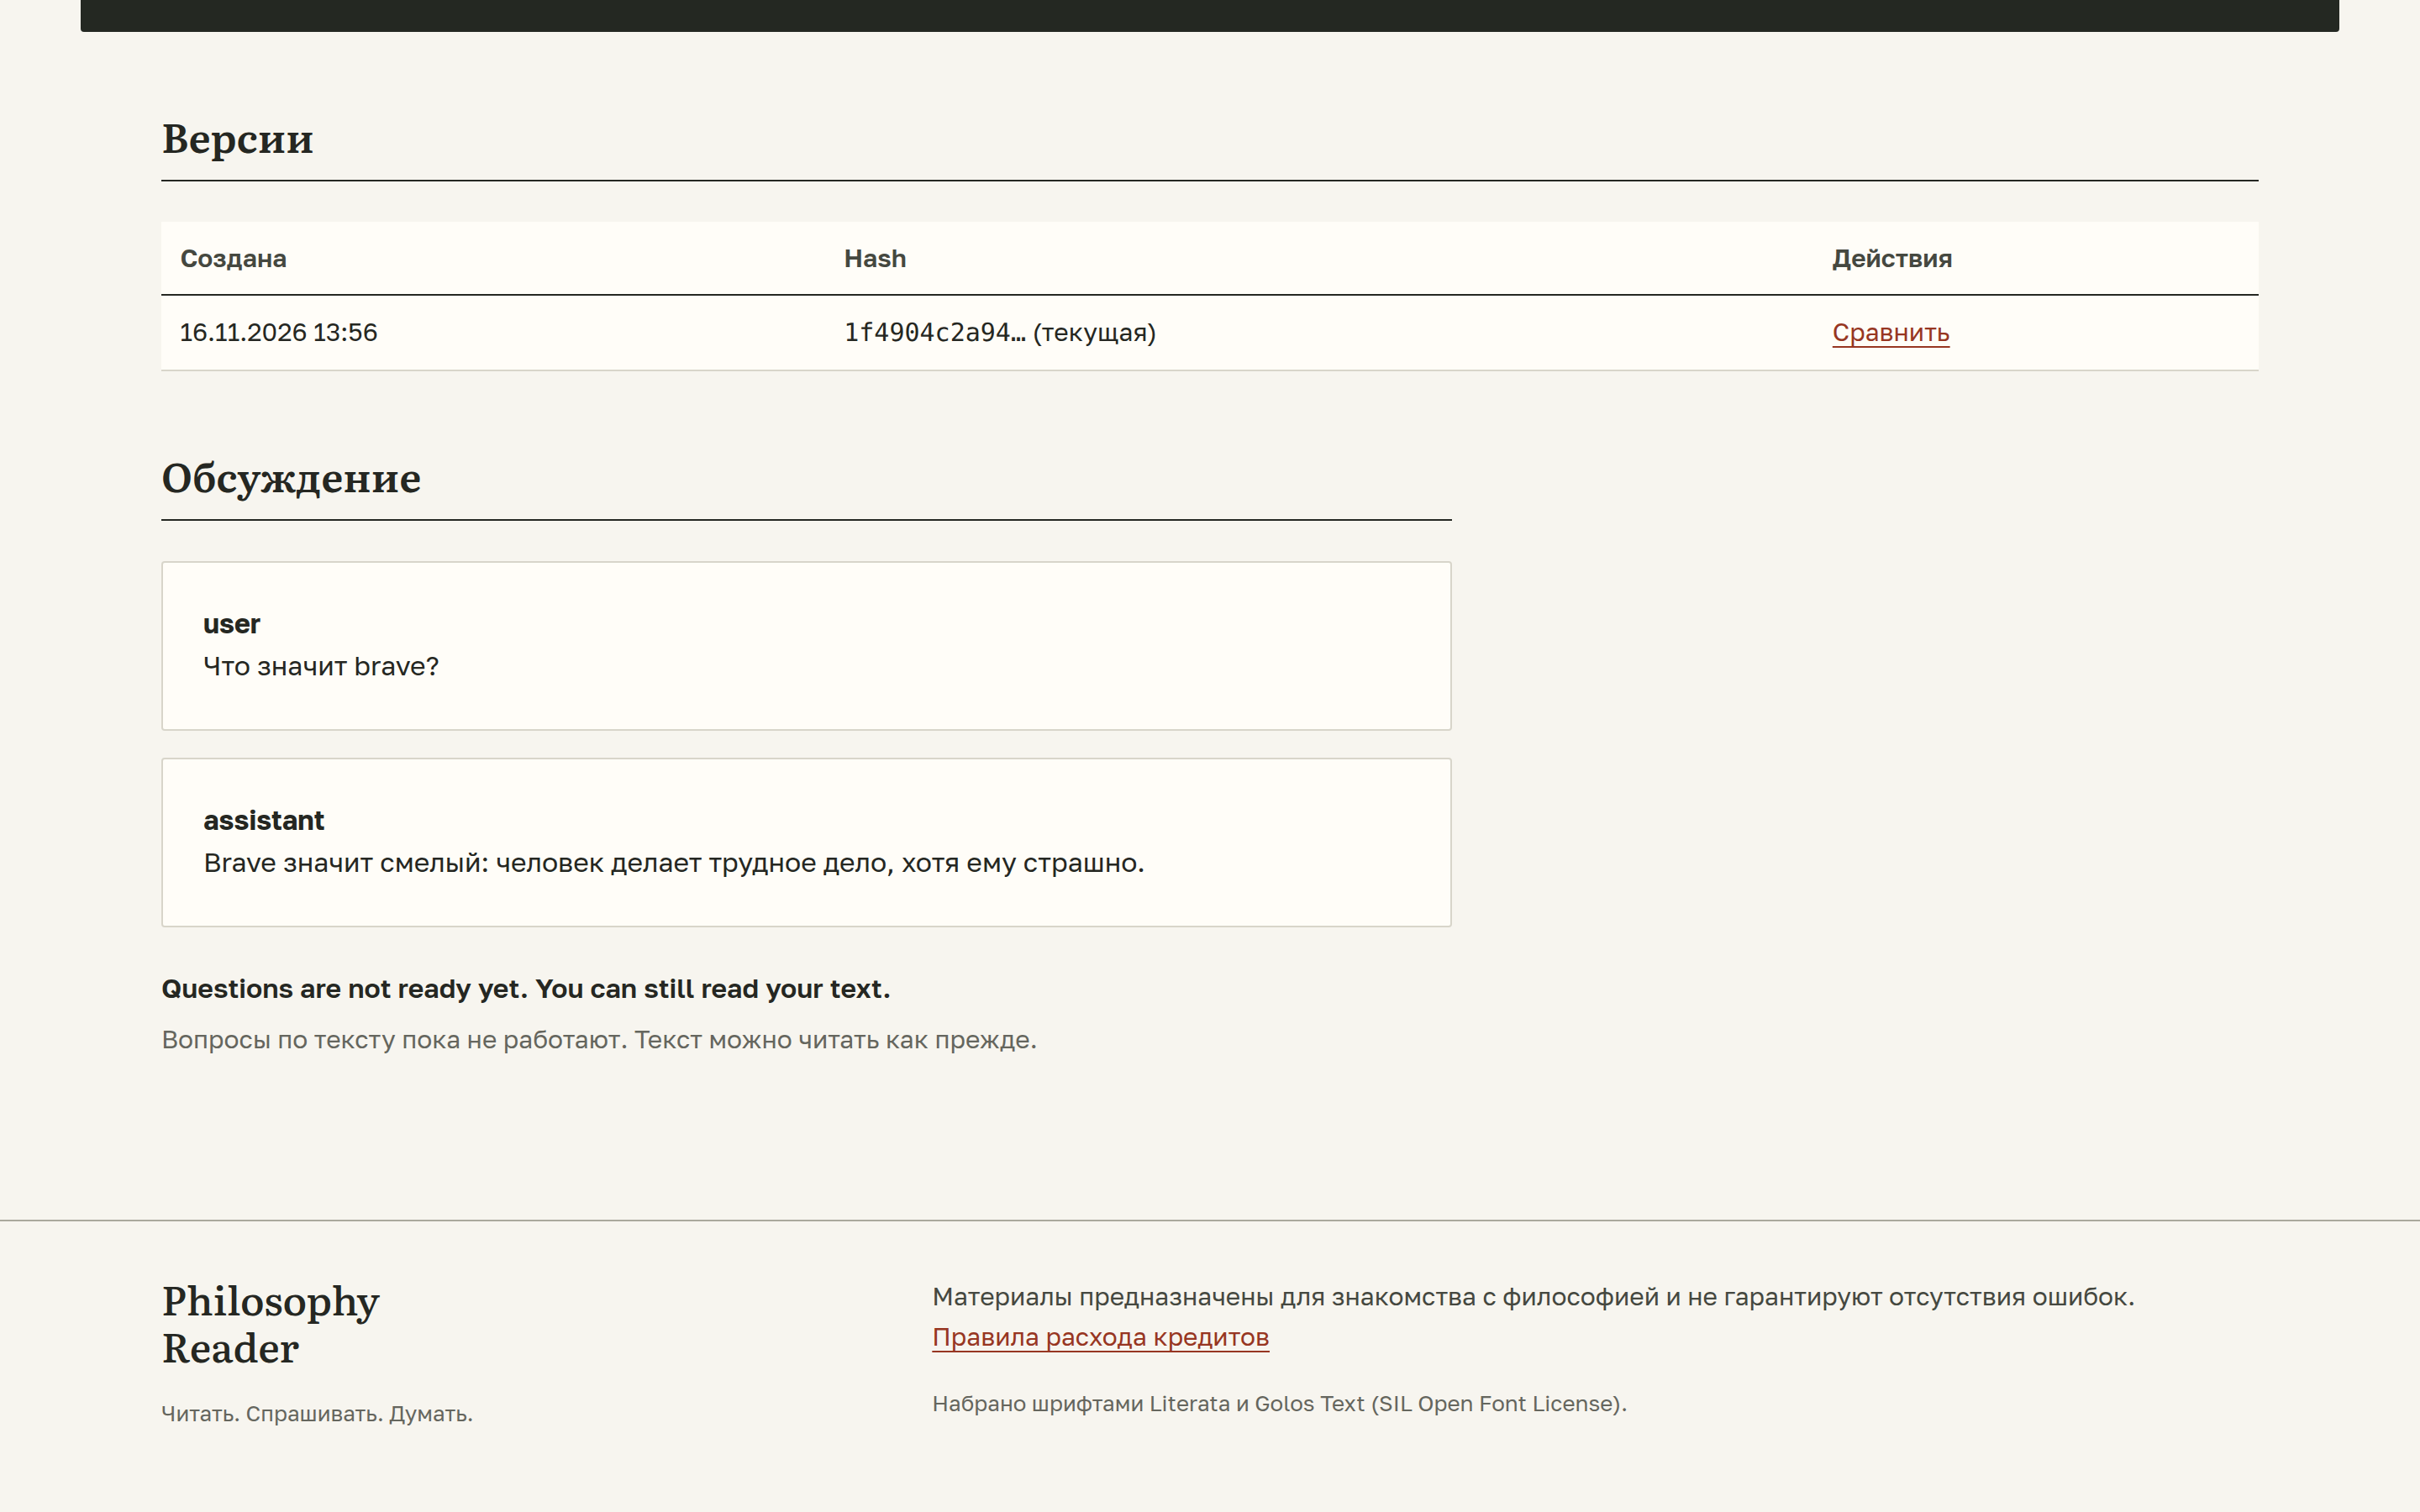 Версии
Создана Hash Действия
16.11.2026 13:56 1f4904c2a94… (текущая) Сравнить
Обсуждение
user
Что значит brave?
assistant
Brave значит смелый: человек делает трудное дело, хотя ему страшно.
Questions are not ready yet. You can still read your text.
Вопросы по тексту пока не работают. Текст можно читать как прежде.
Philosophy
Reader
Читать. Спрашивать. Думать.
Материалы предназначены для знакомства с философией и не гарантируют отсутствия ошибок.
Правила расхода кредитов
Набрано шрифтами Literata и Golos Text (SIL Open Font License).